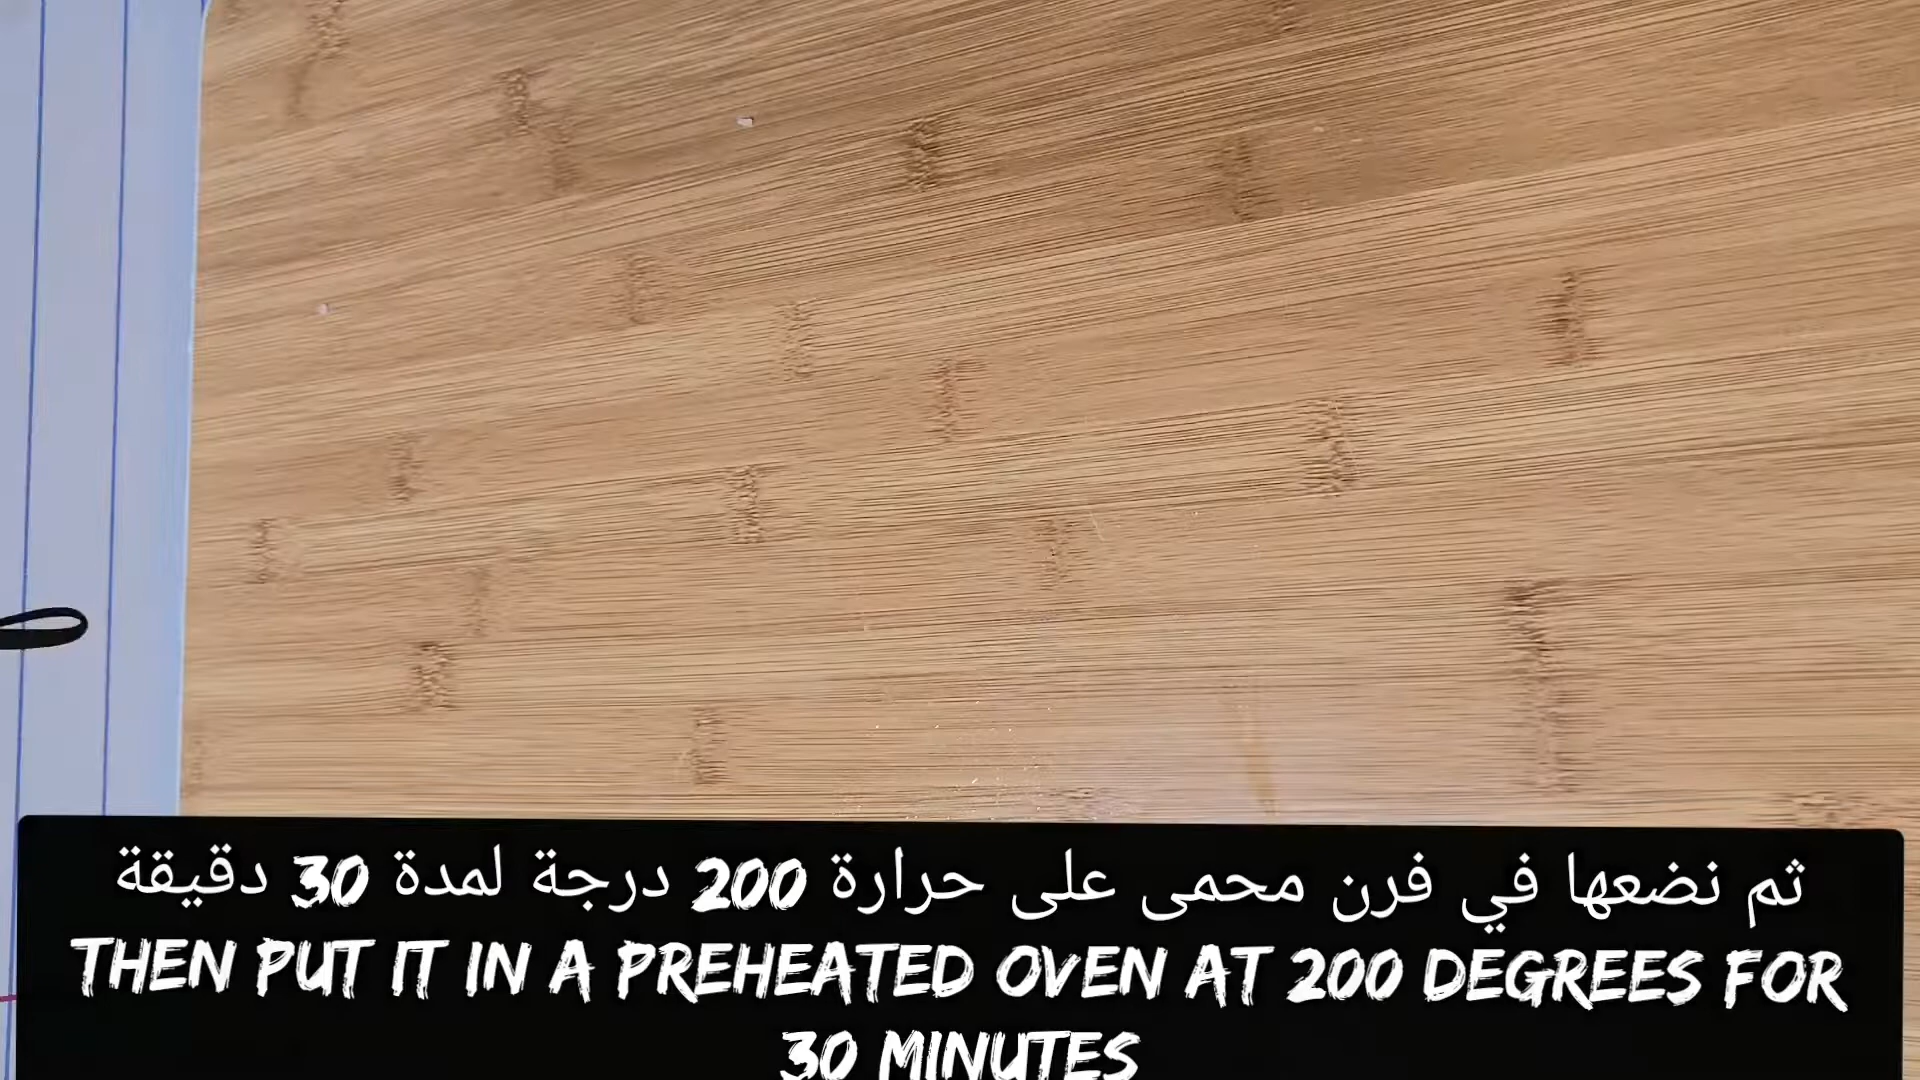 ثم نضعها في فرن محمى على حرارة 200 درجة لمدة 30 دقيقة
THEN PUT IT IN A PREHEATED OVEN AT 200 DEGREES FOR
30 MINUTES